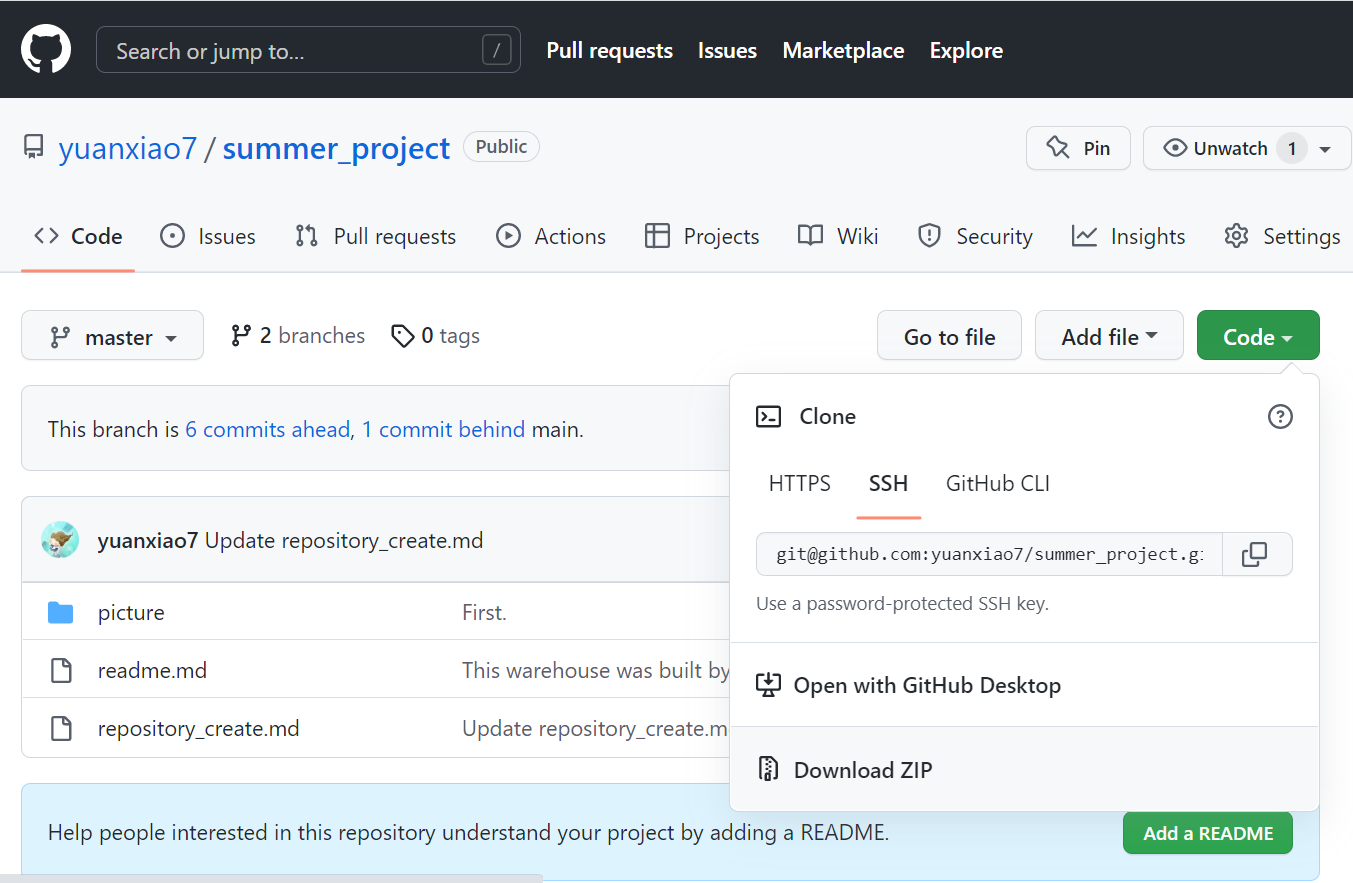 Search or jump to... / Pull requests Issues Marketplace Explore
yuanxiao7 / summer_project Public Pin Unwatch 1
Code Issues Pull requests Actions Projects Wiki Security Insights Settings
master 2 branches 0 tags Go to file Add file Code
This branch is 6 commits ahead, 1 commit behind main.
Clone
HTTPS SSH GitHub CLI
git@github.com:yuanxiao7/summer_project.g
Use a password-protected SSH key.
Open with GitHub Desktop
Download ZIP
yuanxiao7 Update repository_create.md
picture First.
readme.md This warehouse was built by
repository_create.md Update repository_create.m
Help people interested in this repository understand your project by adding a README. Add a README